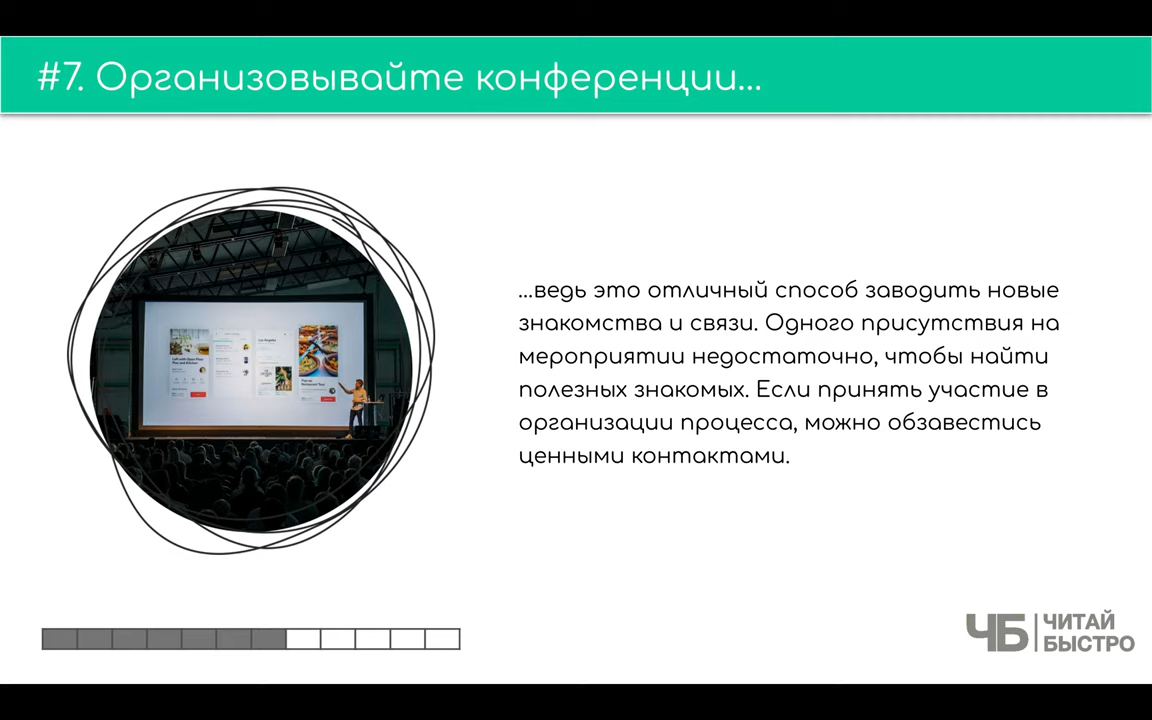 #7. Организовывайте конференции...
...ведь это отличный способ заводить новые
знакомства и связи. Одного присутствия на
мероприятии недостаточно, чтобы найти
полезных знакомых. Если принять участие в
организации процесса, можно обзавестись
ценными контактами.
ЧБ
ЧИТАЙ
БЫСТРО